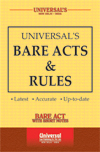 UNIVERSAL's
UNIVERSAL'S
BARE ACTS
&
RULES
• Latest • Accurate • Up-to-date
BARE ACT
WITH SHORT NOTES
Universal